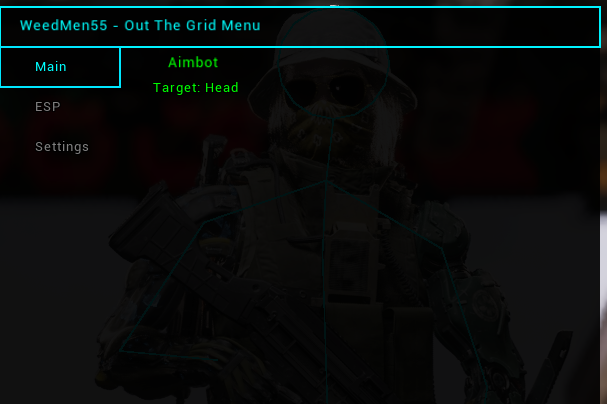 WeedMen55 - Out The Grid Menu
Main
Aimbot
Target: Head
ESP
Settings